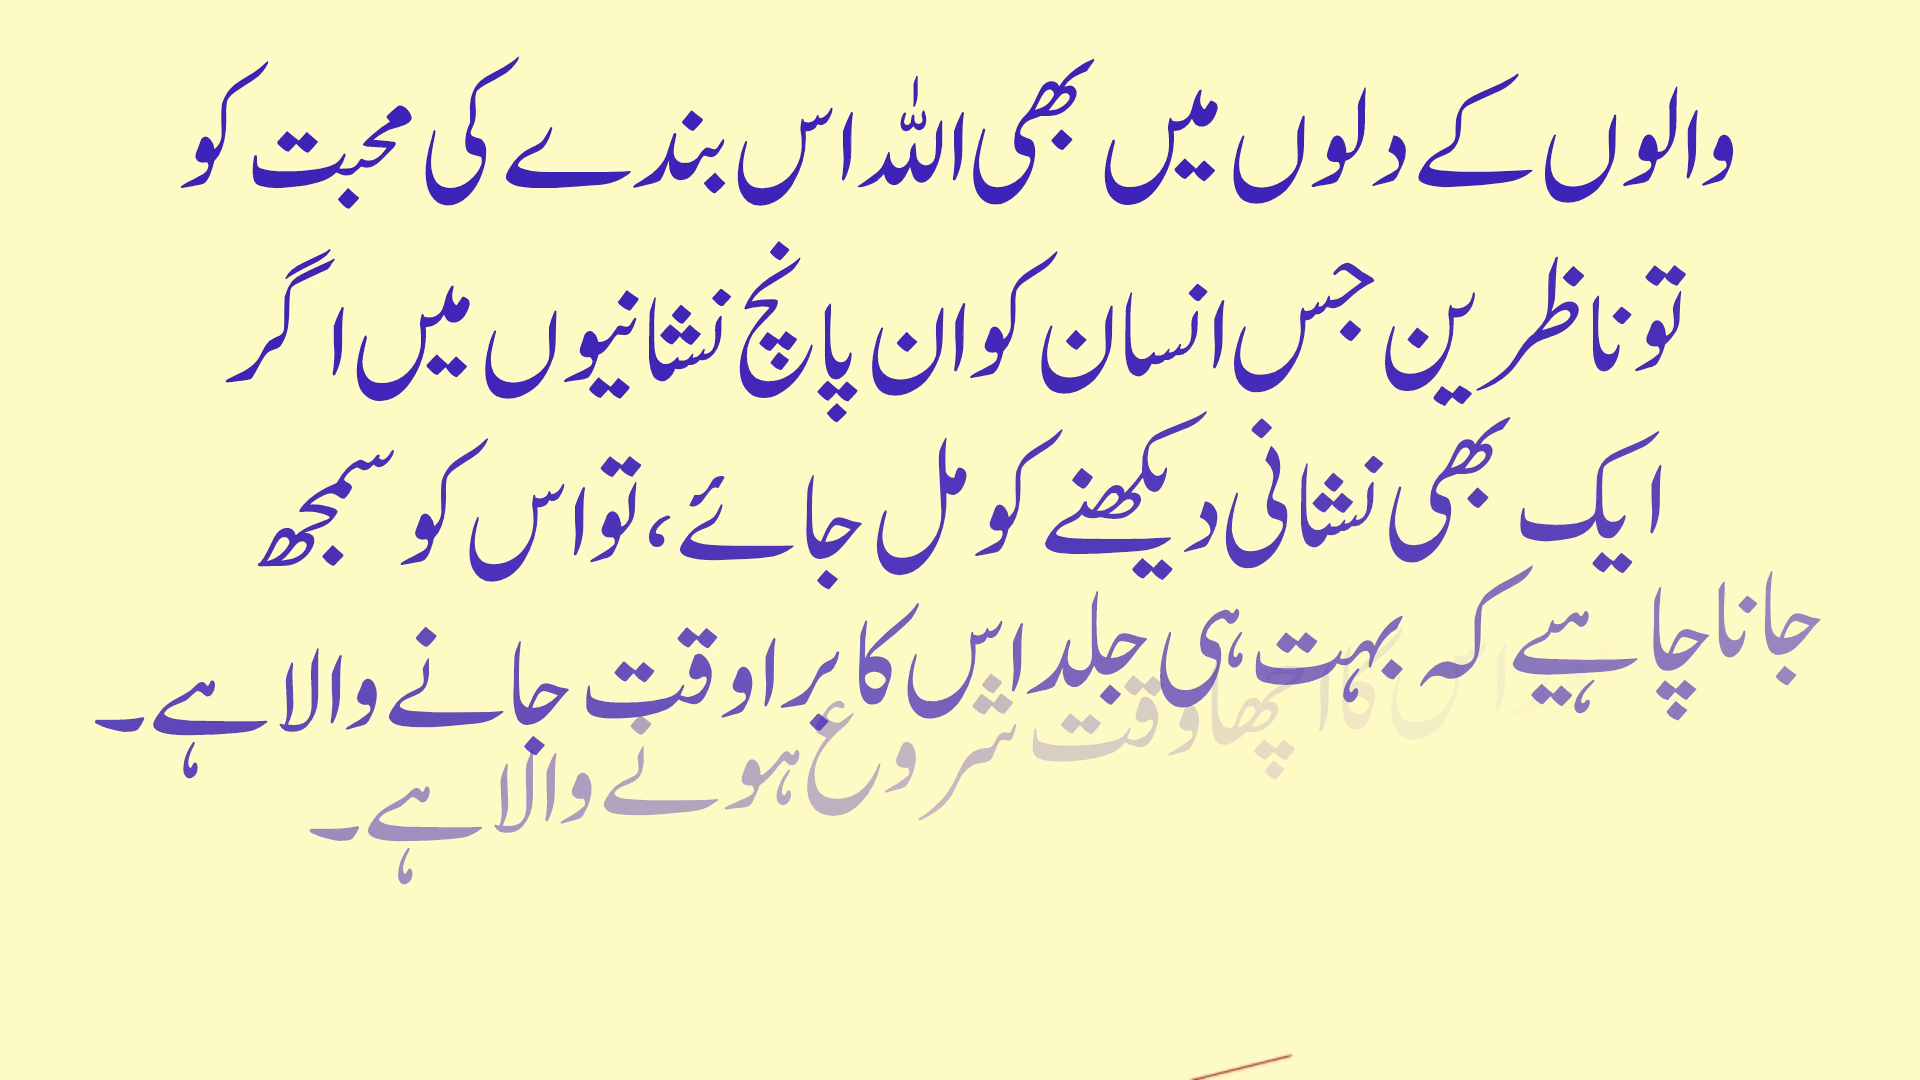 والوں کے دلوں میں بھی اللہ اس بندے کی محبت کو
تو ناظرین جس انسان کو ان پانچ نشانیوں میں اگر
ایک بھی نشانی دیکھنے کو مل جائے، تو اس کو سمجھ
جانا چاہیے کہ بہت ہی جلد اس کا برا وقت جانے والا ہے۔
اس کا اچھا وقت شروع ہونے والا ہے۔